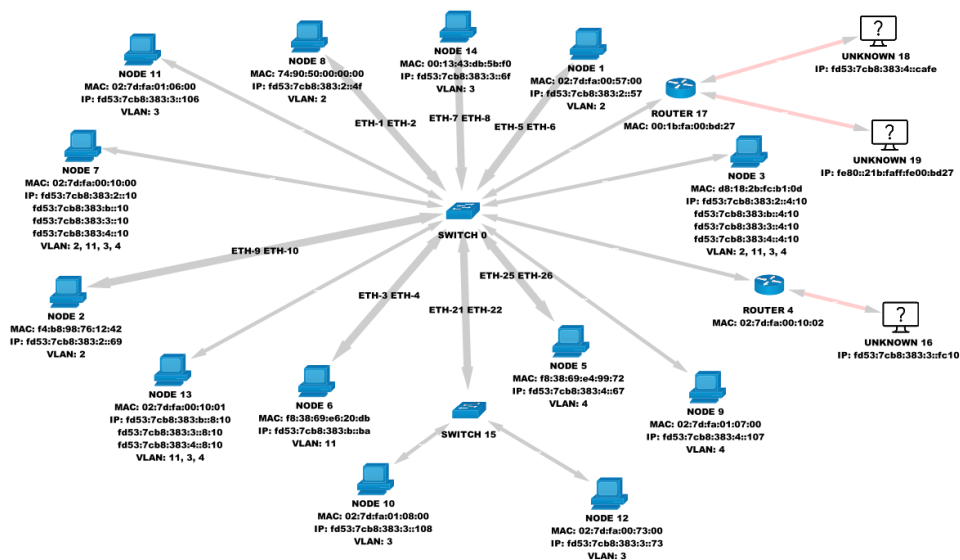 ?
UNKNOWN 18
IP: fd53:7cb8:383:4::cafe
NODE 14
MAC: 00:13:43:db:5b:f0
IP: fd53:7cb8:383:3::6f
VLAN: 3
NODE 8
MAC: 74:90:50:00:00:00
IP: fd53:7cb8:383:2::4f
VLAN: 2
NODE 1
MAC: 02:7d:fa:00:57:00
IP: fd53:7cb8:383:2::57
VLAN: 2
NODE 11
MAC: 02:7d:fa:01:06:00
IP: fd53:7cb8:383:3::106
VLAN: 3
ROUTER 17
MAC: 00:1b:fa:00:bd:27
ETH-1 ETH-2
ETH-7 ETH-8
ETH-5 ETH-6
?
UNKNOWN 19
IP: fe80::21b:faff:fe00:bd27
NODE 7
MAC: 02:7d:fa:00:10:00
IP: fd53:7cb8:383:2::10
fd53:7cb8:383:b::10
fd53:7cb8:383:3::10
fd53:7cb8:383:4::10
VLAN: 2, 11, 3, 4
NODE 3
MAC: d8:18:2b:fc:b1:0d
IP: fd53:7cb8:383:2::4:10
fd53:7cb8:383:b::4:10
fd53:7cb8:383:3::4:10
fd53:7cb8:383:4::4:10
VLAN: 2, 11, 3, 4
SWITCH 0
ETH-9 ETH-10
ETH-25 ETH-26
ETH-3 ETH-4
ETH-21 ETH-22
NODE 2
MAC: f4:b8:98:76:12:42
IP: fd53:7cb8:383:2::69
VLAN: 2
ROUTER 4
MAC: 02:7d:fa:00:10:02
?
UNKNOWN 16
IP: fd53:7cb8:383:3::fc10
NODE 13
MAC: 02:7d:fa:00:10:01
IP: fd53:7cb8:383:b::8:10
fd53:7cb8:383:3::8:10
fd53:7cb8:383:4::8:10
VLAN: 11, 3, 4
NODE 6
MAC: f8:38:69:e6:20:db
IP: fd53:7cb8:383:b::ba
VLAN: 11
NODE 5
MAC: f8:38:69:e4:99:72
IP: fd53:7cb8:383:4::67
VLAN: 4
NODE 9
MAC: 02:7d:fa:01:07:00
IP: fd53:7cb8:383:4::107
VLAN: 4
SWITCH 15
NODE 10
MAC: 02:7d:fa:01:08:00
IP: fd53:7cb8:383:3::108
VLAN: 3
NODE 12
MAC: 02:7d:fa:00:73:00
IP: fd53:7cb8:383:3::73
VLAN: 3